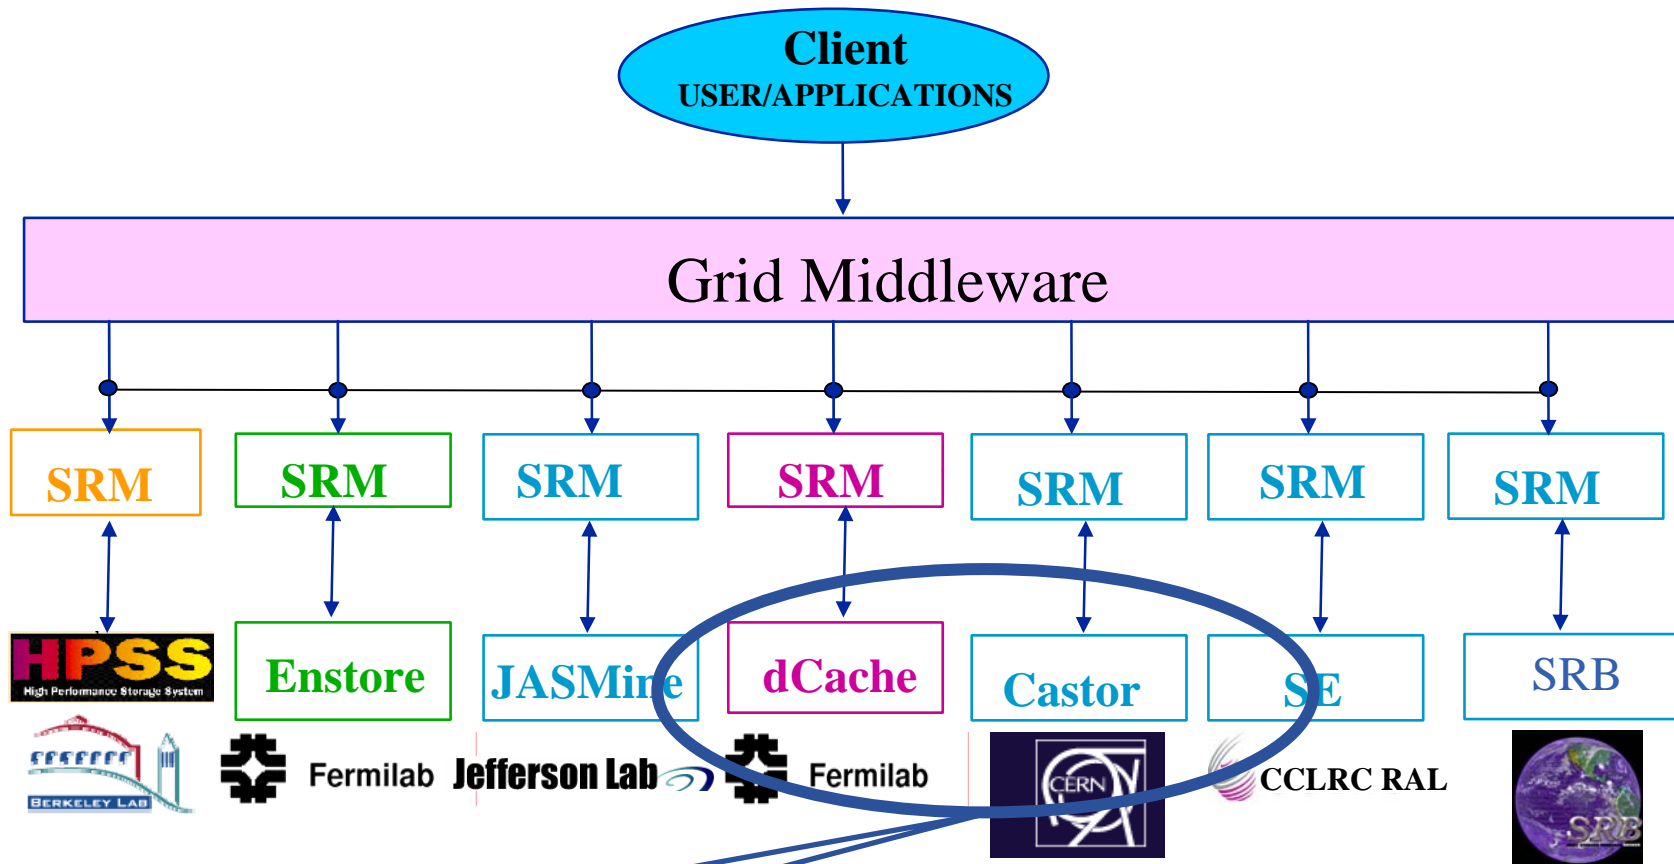 Client
USER/APPLICATIONS
Grid Middleware
SRM SRM SRM SRM SRM SRM SRM
HPSS
High Performance Storage System
Enstore
JASMine
dCache
Castor
SE
SRB
BERKELEY LAB
Fermilab
Jefferson Lab
Fermilab
CERN
CCLRC RAL
SRB